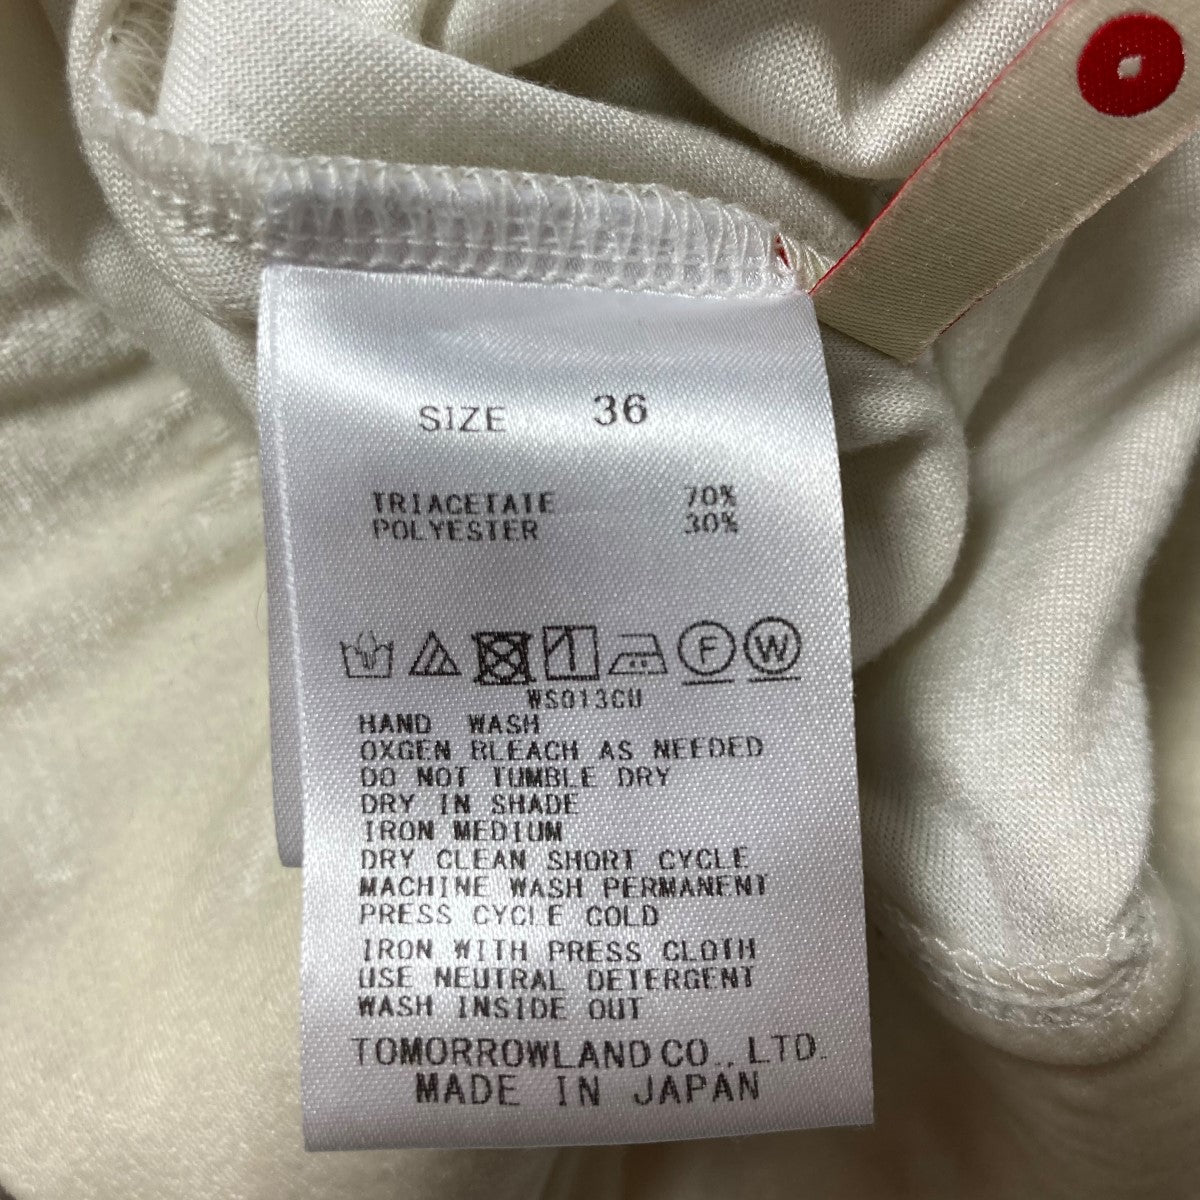 SIZE 36
TRIACETATE 70%
POLYESTER 30%
F W
WS013CU
HAND WASH
OXGEN BLEACH AS NEEDED
DO NOT TUMBLE DRY
DRY IN SHADE
IRON MEDIUM
DRY CLEAN SHORT CYCLE
MACHINE WASH PERMANENT
PRESS CYCLE COLD
IRON WITH PRESS CLOTH
USE NEUTRAL DETERGENT
WASH INSIDE OUT
TOMORROWLAND CO., LTD.
MADE IN JAPAN